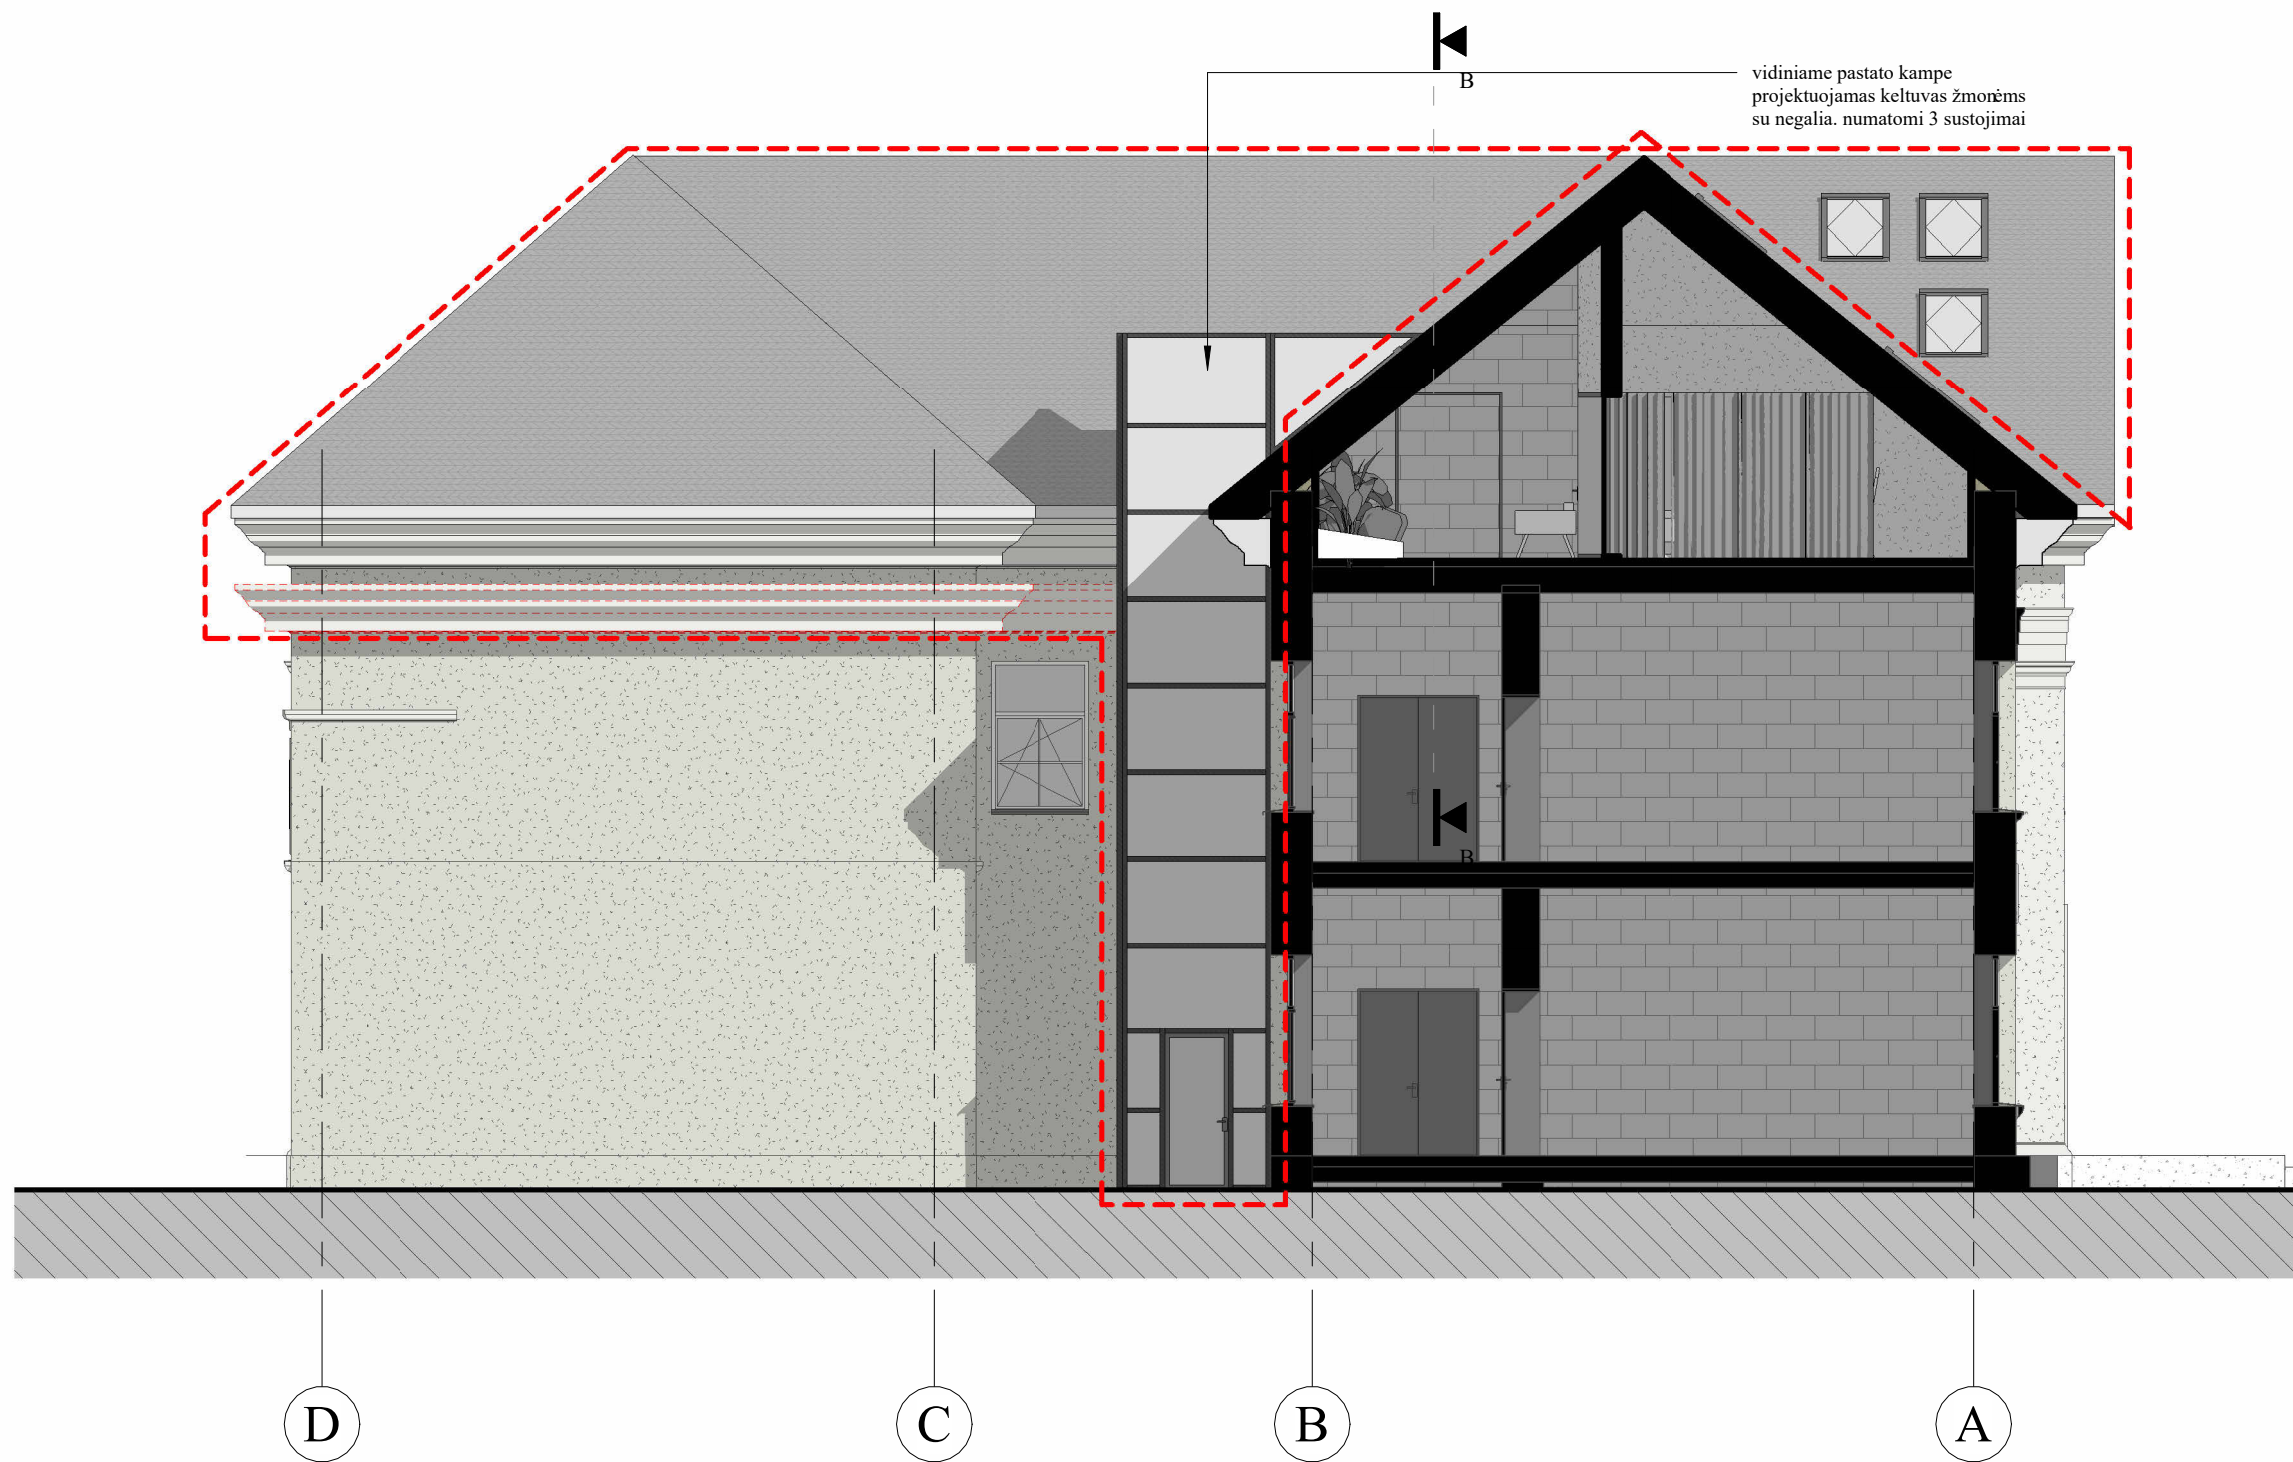 B
vidiniame pastato kampe
projektuojamas keltuvas žmonėms
su negalia. numatomi 3 sustojimai
B
D
C
B
A